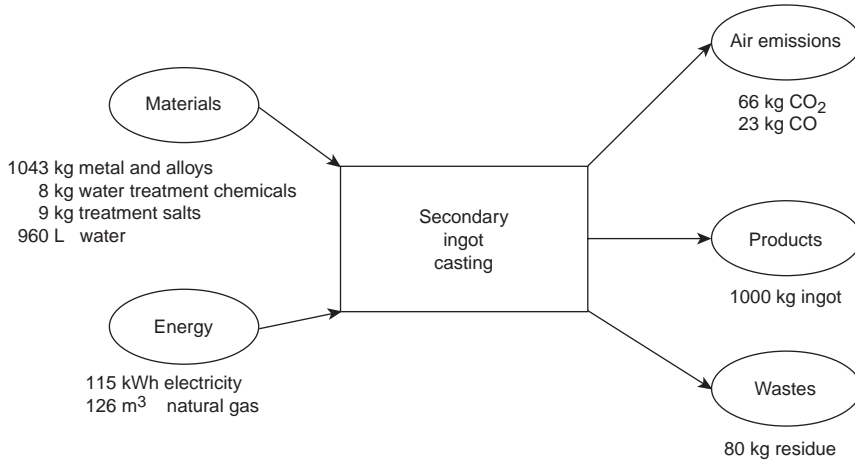 Materials
1043 kg metal and alloys
8 kg water treatment chemicals
9 kg treatment salts
960 L water
Energy
115 kWh electricity
126 m³ natural gas
Secondary
ingot
casting
Air emissions
66 kg CO₂
23 kg CO
Products
1000 kg ingot
Wastes
80 kg residue